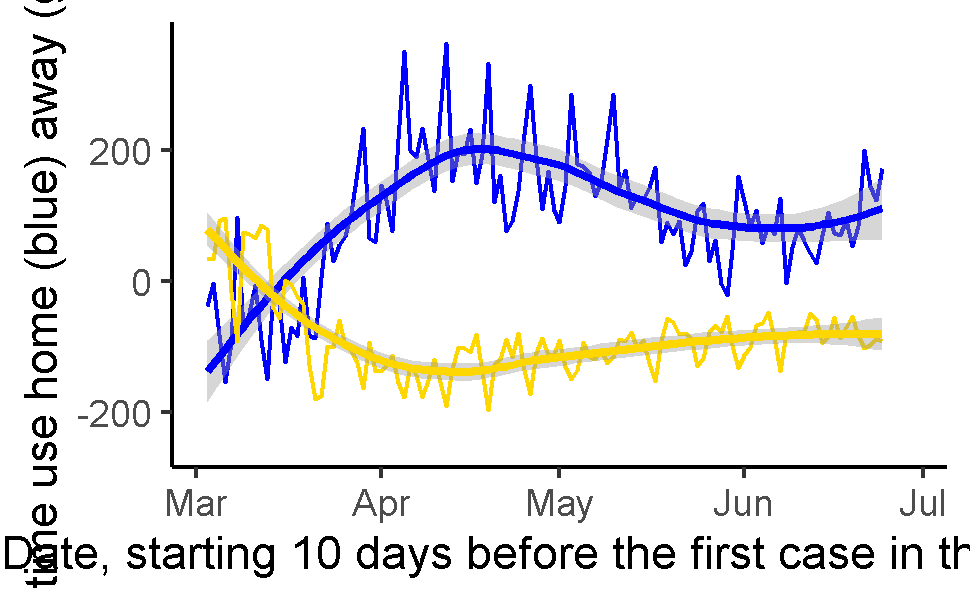 time use home (blue) away (
200
0
-200
Mar Apr May Jun Jul
Date, starting 10 days before the first case in th